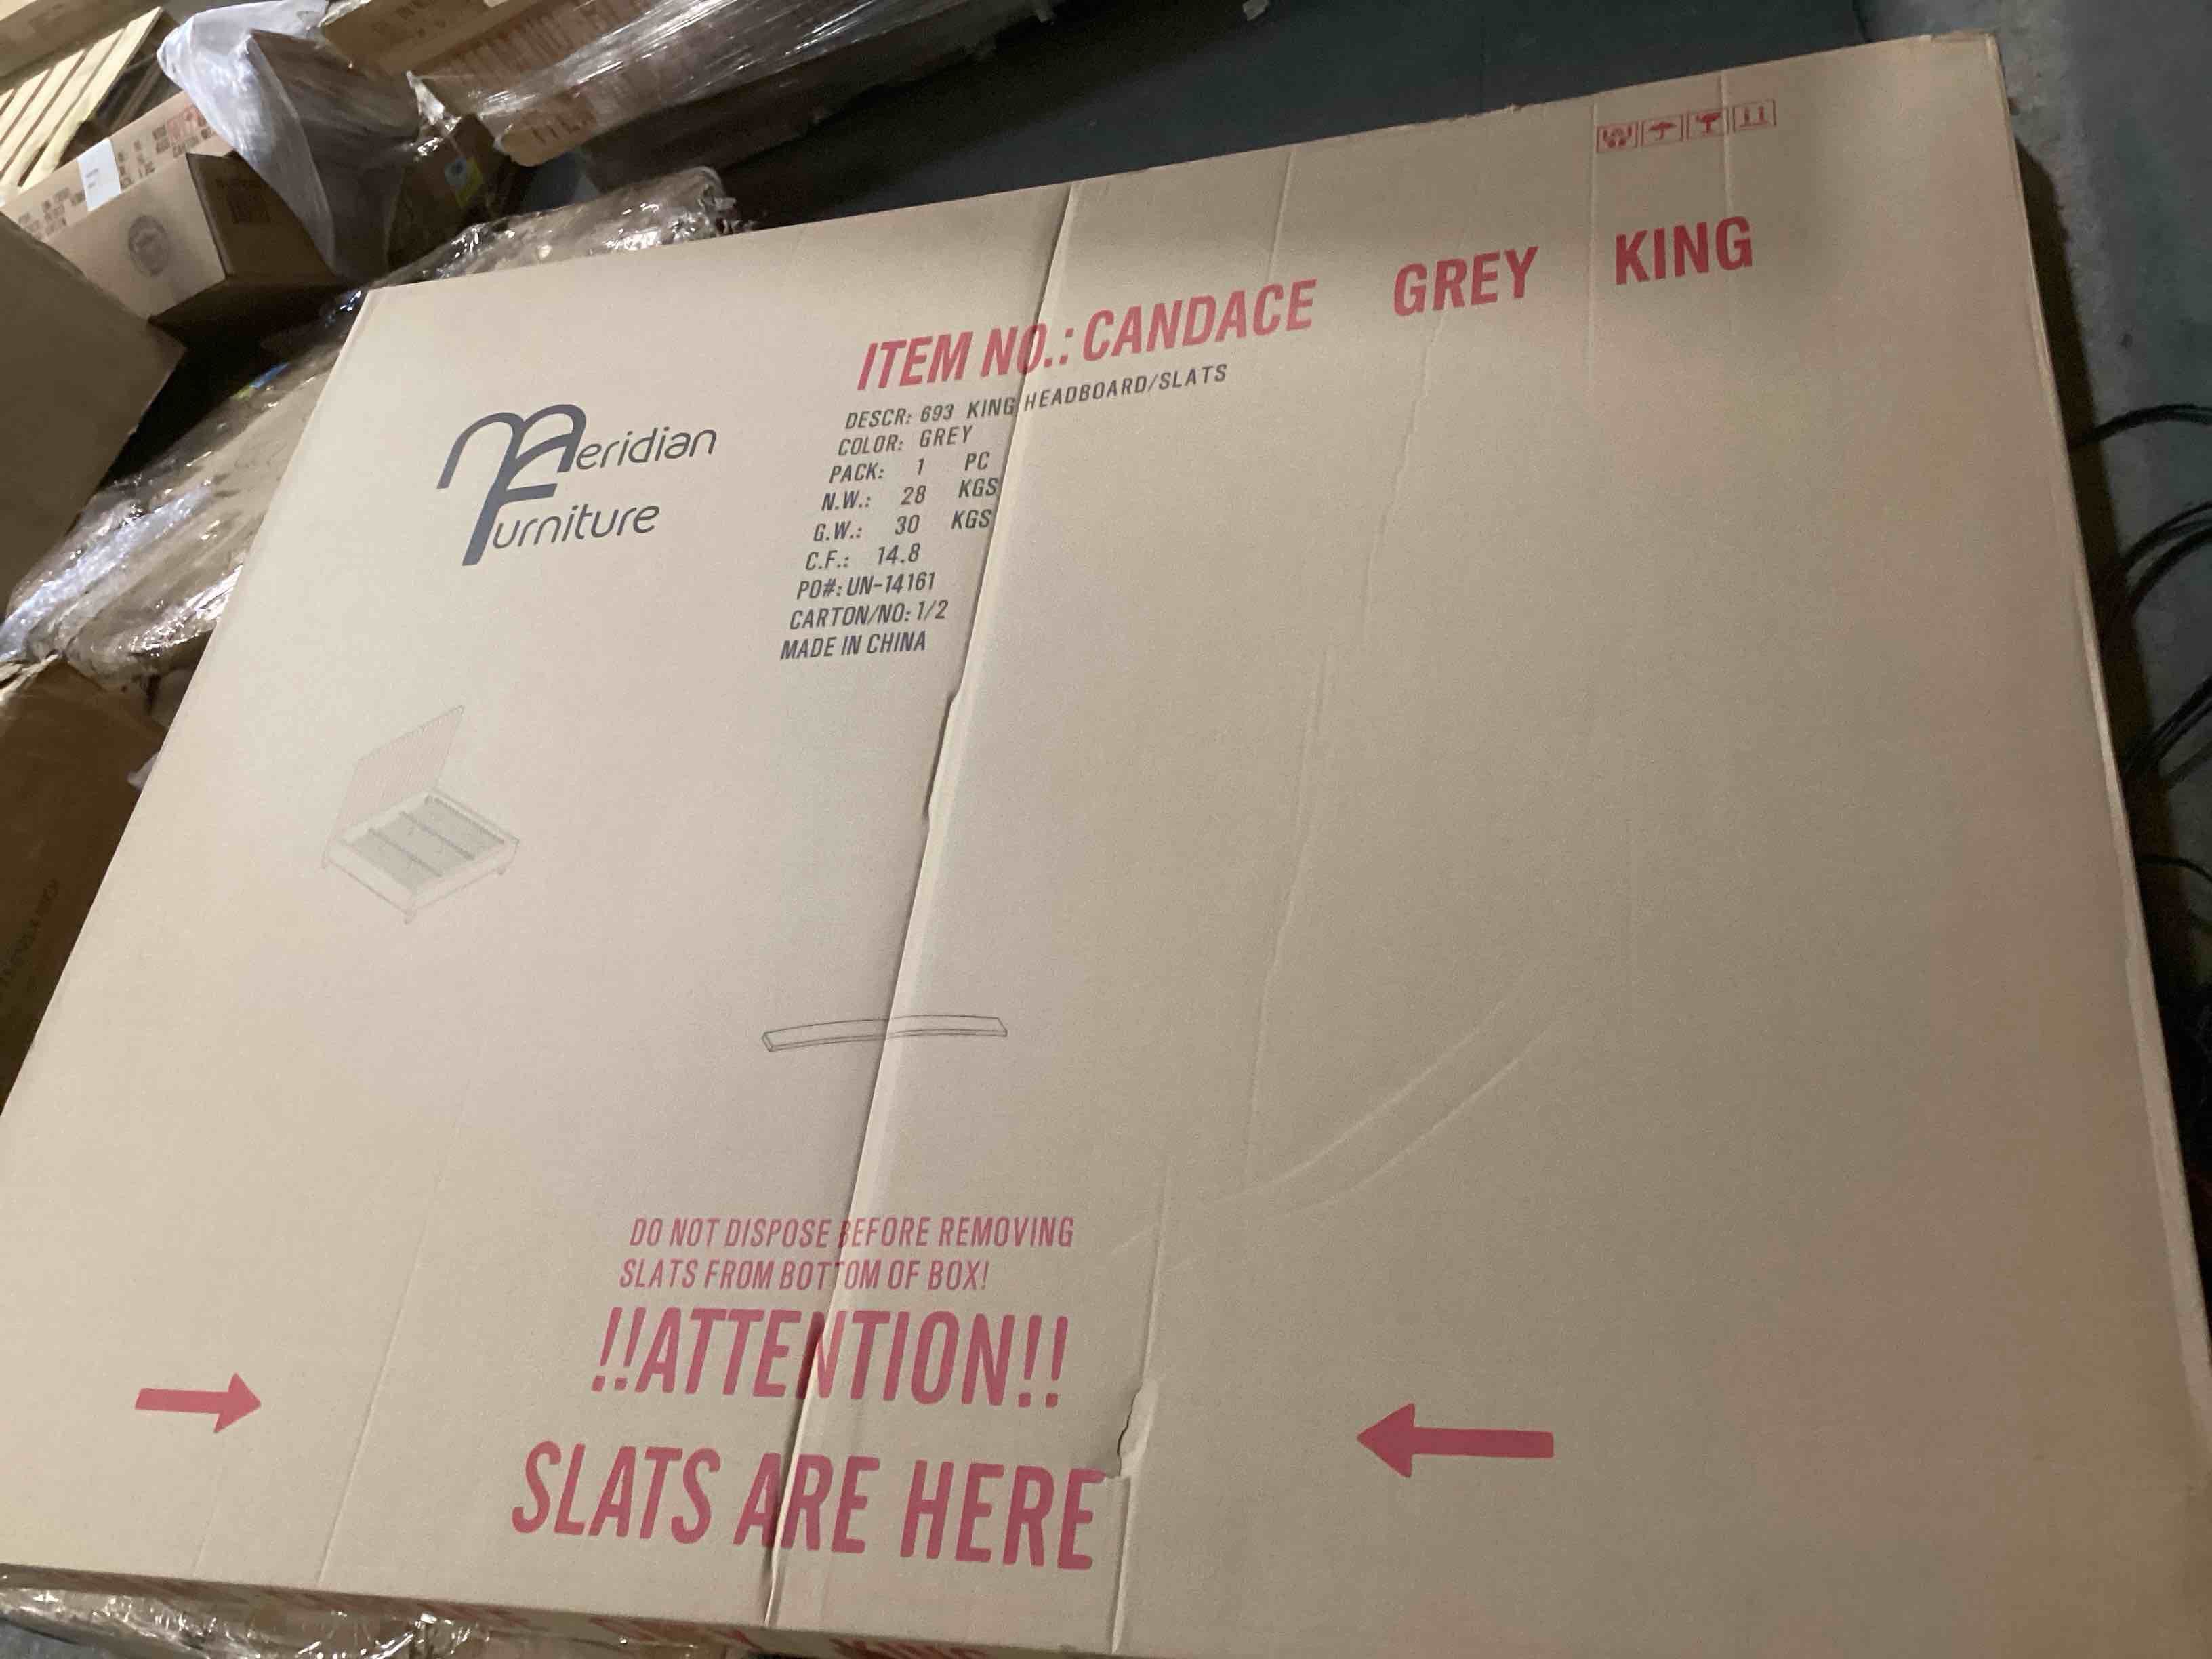 ITEM NO.: CANDACE GREY KING
Meridian
Furniture
DESCR: 693 KING HEADBOARD/SLATS
COLOR: GREY
PACK: 1 PC
N.W.: 28 KGS
G.W.: 30 KGS
C.F.: 14.8
PO#: UN-14161
CARTON/NO: 1/2
MADE IN CHINA
DO NOT DISPOSE BEFORE REMOVING
SLATS FROM BOTTOM OF BOX!
!!ATTENTION!!
SLATS ARE HERE